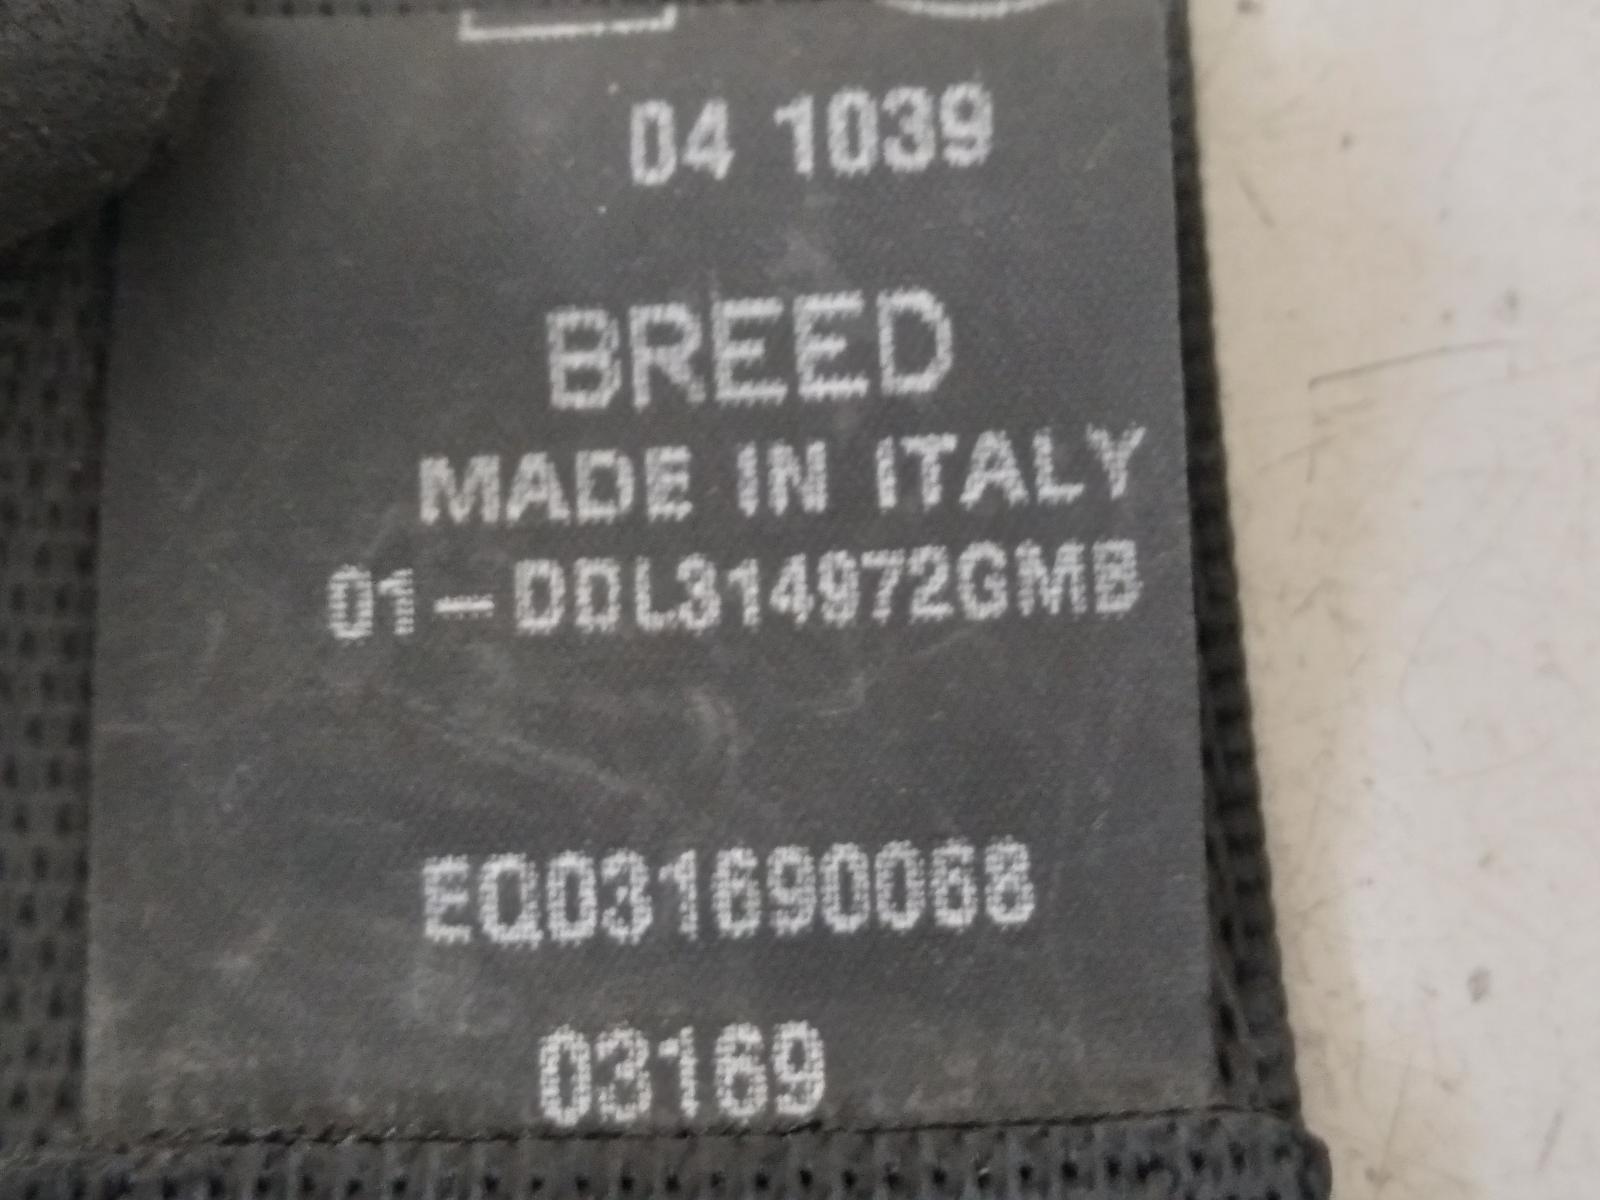 04 1039
BREED
MADE IN ITALY
01-DDL314972GMB
EQ031690068
03169